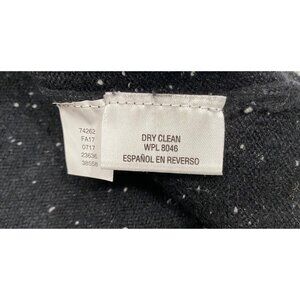 74262
FA17
0717
23636
38558
DRY CLEAN
WPL 8046
ESPAÑOL EN REVERSO